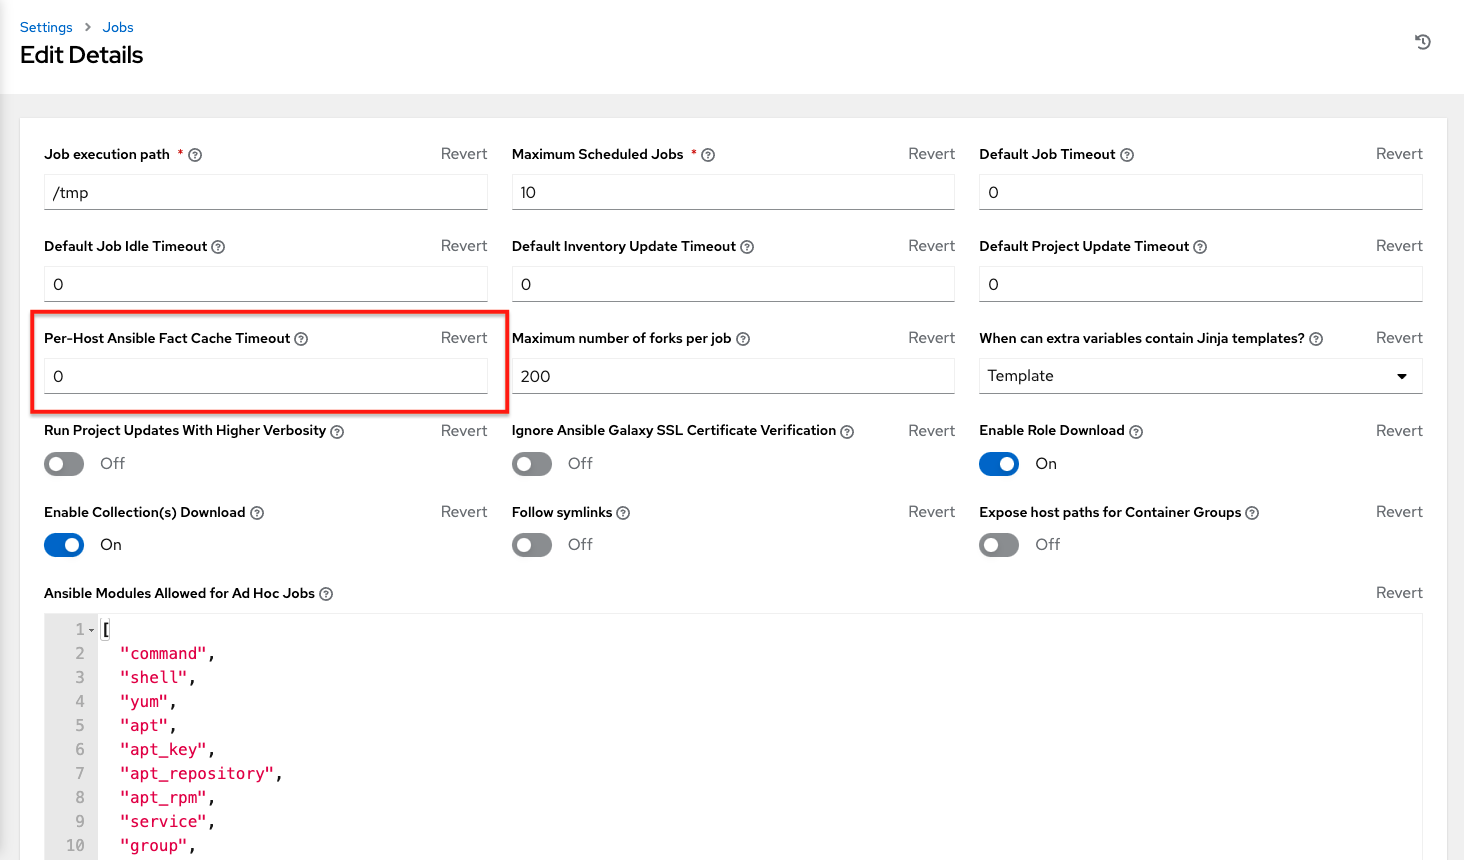 Settings > Jobs
Edit Details
Job execution path * Revert
/tmp
Maximum Scheduled Jobs * Revert
10
Default Job Timeout Revert
0
Default Job Idle Timeout Revert
0
Default Inventory Update Timeout Revert
0
Default Project Update Timeout Revert
0
Per-Host Ansible Fact Cache Timeout Revert
0
Maximum number of forks per job Revert
200
When can extra variables contain Jinja templates? Revert
Template
Run Project Updates With Higher Verbosity Revert
Off
Ignore Ansible Galaxy SSL Certificate Verification Revert
Off
Enable Role Download Revert
On
Enable Collection(s) Download Revert
On
Follow symlinks Revert
Off
Expose host paths for Container Groups Revert
Off
Ansible Modules Allowed for Ad Hoc Jobs Revert
1 [
2 "command",
3 "shell",
4 "yum",
5 "apt",
6 "apt_key",
7 "apt_repository",
8 "apt_rpm",
9 "service",
10 "group",